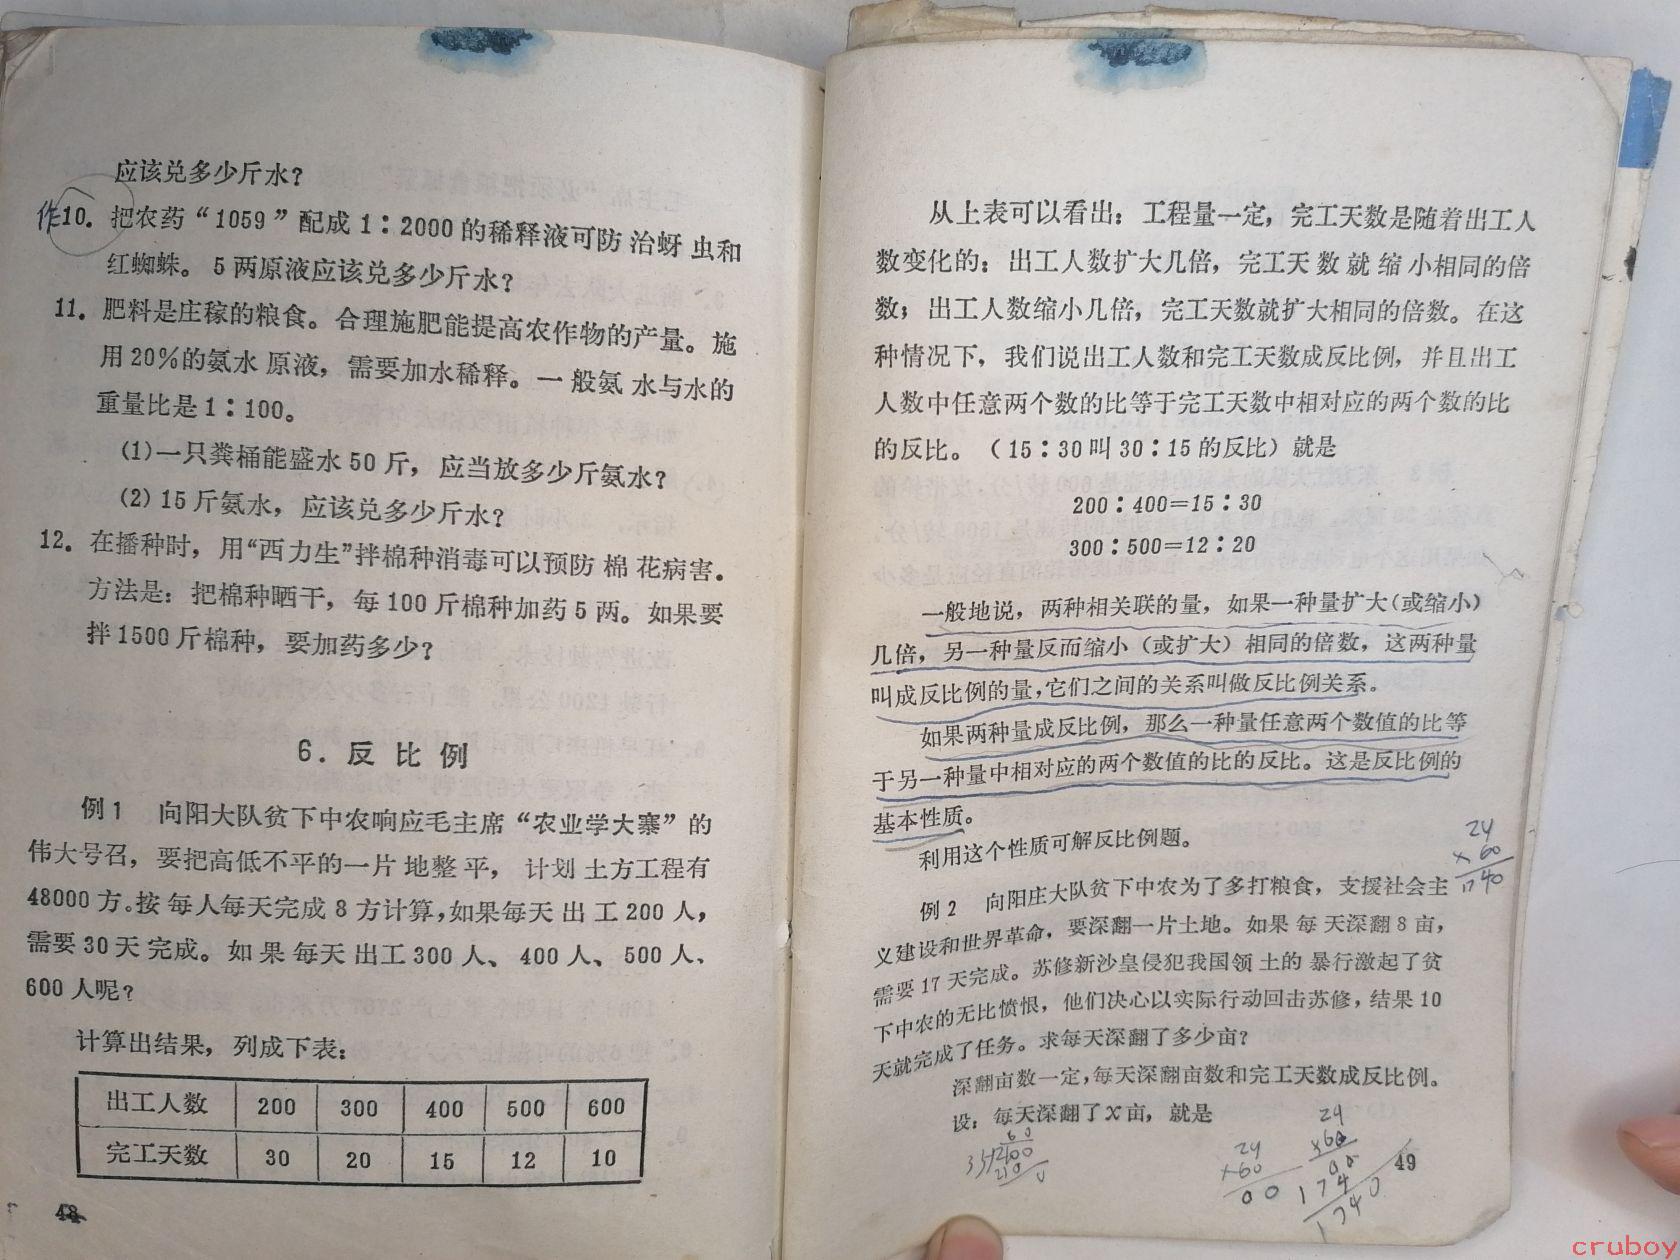 应该兑多少斤水？
作10. 把农药“1059”配成1∶2000的稀释液可防治蚜虫和
红蜘蛛。5两原液应该兑多少斤水？
11. 肥料是庄稼的粮食。合理施肥能提高农作物的产量。施
用20%的氨水原液，需要加水稀释。一般氨水与水的
重量比是1∶100。
(1)一只粪桶能盛水50斤，应当放多少斤氨水？
(2)15斤氨水，应该兑多少斤水？
12. 在播种时，用“西力生”拌棉种消毒可以预防棉花病害。
方法是：把棉种晒干，每100斤棉种加药5两。如果要
拌1500斤棉种，要加药多少？
6．反比例
例1 向阳大队贫下中农响应毛主席“农业学大寨”的
伟大号召，要把高低不平的一片地整平，计划土方工程有
48000方。按每人每天完成8方计算，如果每天出工200人，
需要30天完成。如果每天出工300人、400人、500人、
600人呢？
计算出结果，列成下表：
出工人数 200 300 400 500 600
完工天数 30 20 15 12 10
48
从上表可以看出：工程量一定，完工天数是随着出工人
数变化的：出工人数扩大几倍，完工天数就缩小相同的倍
数；出工人数缩小几倍，完工天数就扩大相同的倍数。在这
种情况下，我们说出工人数和完工天数成反比例，并且出工
人数中任意两个数的比等于完工天数中相对应的两个数的比
的反比。（15∶30叫30∶15的反比）就是
200∶400=15∶30
300∶500=12∶20
一般地说，两种相关联的量，如果一种量扩大（或缩小）
几倍，另一种量反而缩小（或扩大）相同的倍数，这两种量
叫成反比例的量，它们之间的关系叫做反比例关系。
如果两种量成反比例，那么一种量任意两个数值的比等
于另一种量中相对应的两个数值的比的反比。这是反比例的
基本性质。
利用这个性质可解反比例题。
24
×60
1740
例2 向阳庄大队贫下中农为了多打粮食，支援社会主
义建设和世界革命，要深翻一片土地。如果每天深翻8亩，
需要17天完成。苏修新沙皇侵犯我国领土的暴行激起了贫
下中农的无比愤恨，他们决心以实际行动回击苏修，结果10
天就完成了任务。求每天深翻了多少亩？
深翻亩数一定，每天深翻亩数和完工天数成反比例。
设：每天深翻了x亩，就是
60
2100
210
0
24
×60
00
24
×60
00
174
1740
49
cruboy